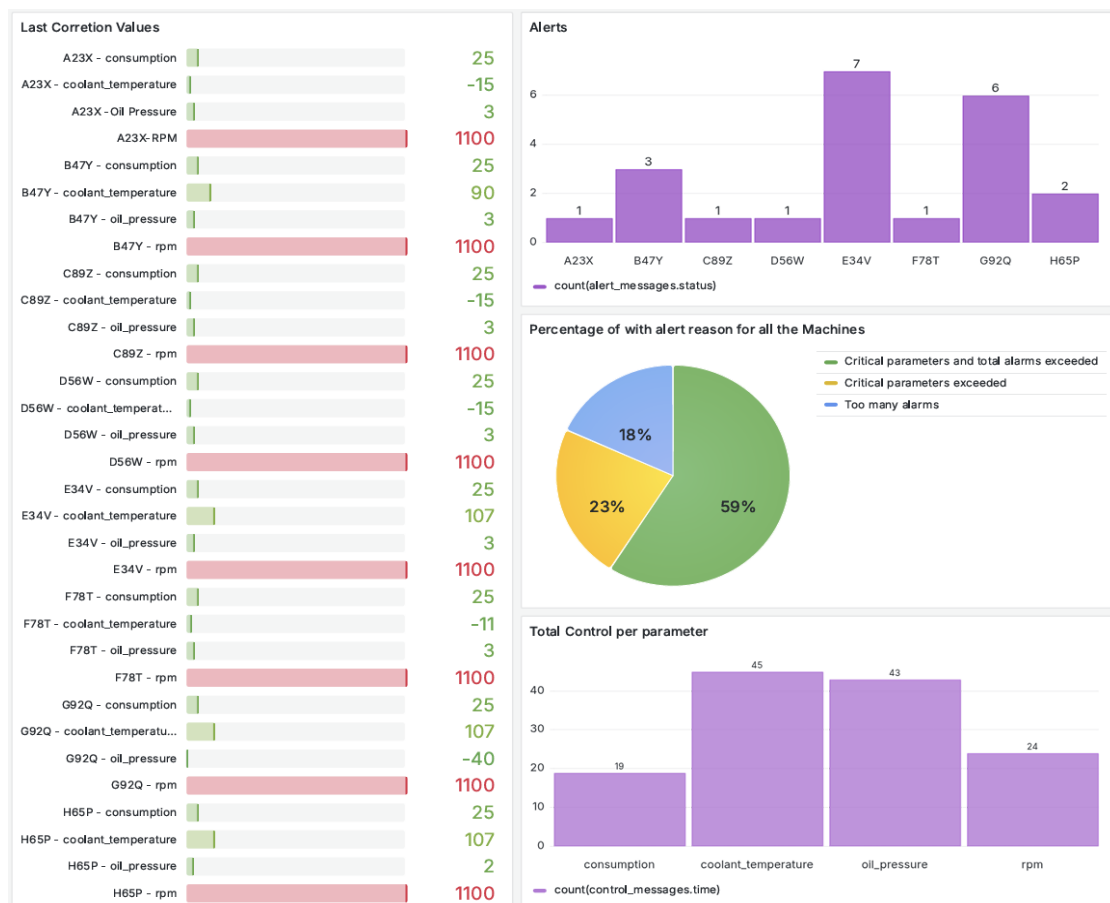 Last Corretion Values
A23X - consumption 25
A23X - coolant_temperature -15
A23X - Oil Pressure 3
A23X-RPM 1100
B47Y - consumption 25
B47Y - coolant_temperature 90
B47Y - oil_pressure 3
B47Y - rpm 1100
C89Z - consumption 25
C89Z - coolant_temperature -15
C89Z - oil_pressure 3
C89Z - rpm 1100
D56W - consumption 25
D56W - coolant_temperat... -15
D56W - oil_pressure 3
D56W - rpm 1100
E34V - consumption 25
E34V - coolant_temperature 107
E34V - oil_pressure 3
E34V - rpm 1100
F78T - consumption 25
F78T - coolant_temperature -11
F78T - oil_pressure 3
F78T - rpm 1100
G92Q - consumption 25
G92Q - coolant_temperatu... 107
G92Q - oil_pressure -40
G92Q - rpm 1100
H65P - consumption 25
H65P - coolant_temperature 107
H65P - oil_pressure 2
H65P - rpm 1100
Alerts
7
6
3
2
1 1 1 1
6
4
2
0
A23X B47Y C89Z D56W E34V F78T G92Q H65P
count(alert_messages.status)
Percentage of with alert reason for all the Machines
Critical parameters and total alarms exceeded
Critical parameters exceeded
Too many alarms
18%
23%
59%
Total Control per parameter
45
43
24
19
40
30
20
10
0
consumption coolant_temperature oil_pressure rpm
count(control_messages.time)